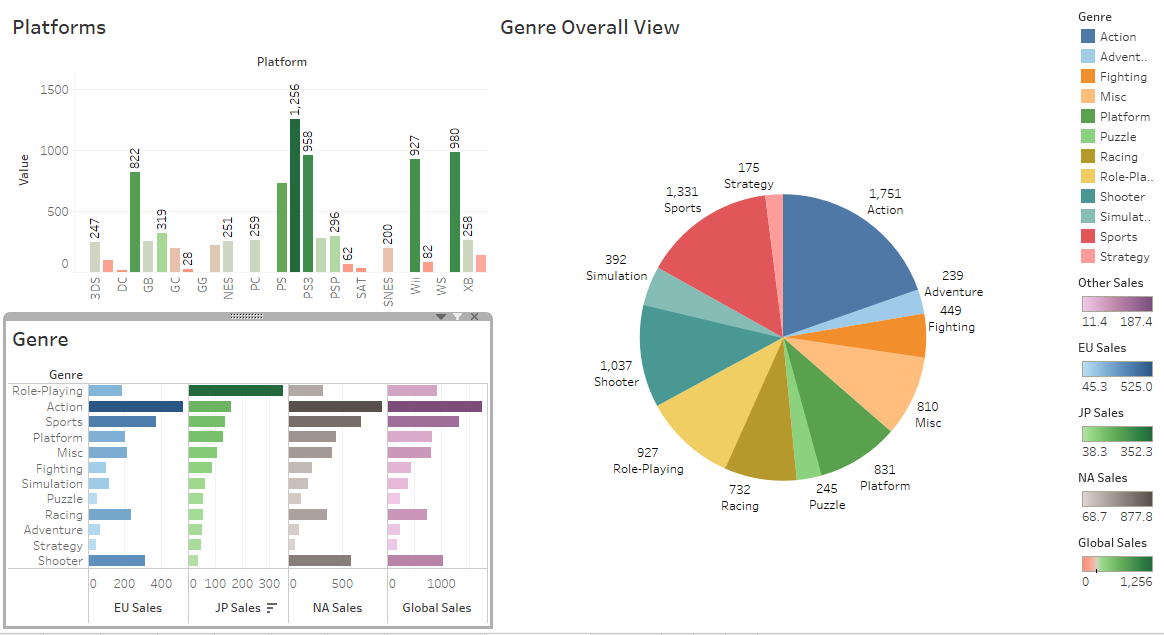 Platforms
Platform
Value
1500
1000
500
0
247
822
319
28
251
259
1,256
958
296
62
200
927
82
980
258
3DS
DC
GB
GC
GG
NES
PC
PS
PS3
PSP
SAT
SNES
Wii
WS
XB
Genre
Genre
Role-Playing
Action
Sports
Platform
Misc
Fighting
Simulation
Puzzle
Racing
Adventure
Strategy
Shooter
0 200 400
0 100 200 300
0 500
0 1000
EU Sales
JP Sales
NA Sales
Global Sales
Genre Overall View
175
Strategy
1,751
Action
239
Adventure
449
Fighting
810
Misc
831
Platform
245
Puzzle
732
Racing
927
Role-Playing
1,037
Shooter
392
Simulation
1,331
Sports
Genre
Action
Advent..
Fighting
Misc
Platform
Puzzle
Racing
Role-Pla..
Shooter
Simulat..
Sports
Strategy
Other Sales
11.4 187.4
EU Sales
45.3 525.0
JP Sales
38.3 352.3
NA Sales
68.7 877.8
Global Sales
0 1,256